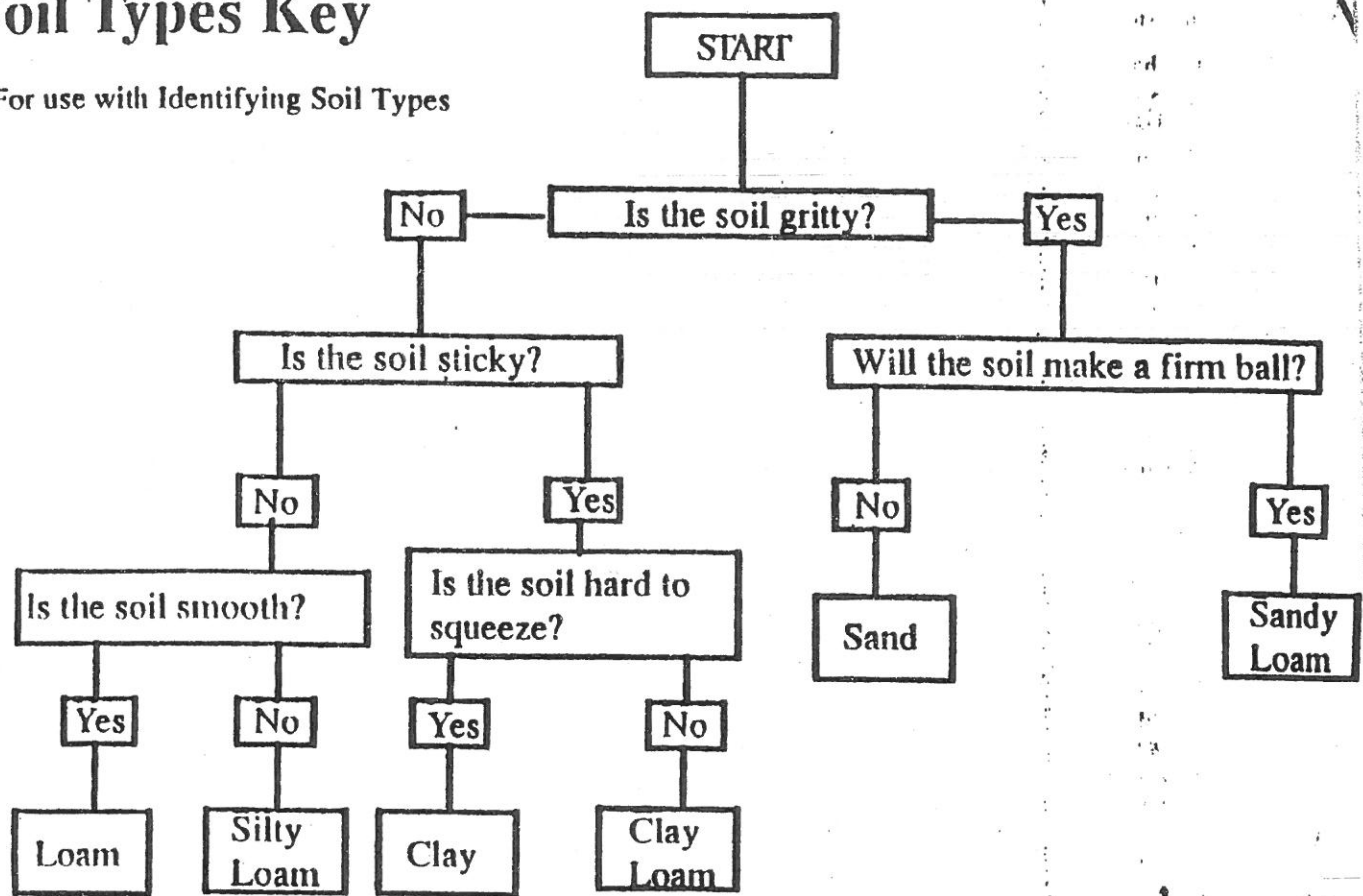 oil Types Key
For use with Identifying Soil Types
START
No
Is the soil gritty?
Yes
Is the soil sticky?
Will the soil make a firm ball?
No
Yes
No
Yes
Is the soil smooth?
Is the soil hard to
squeeze?
Sand
Sandy
Loam
Yes
No
Yes
No
Loam
Silty
Loam
Clay
Clay
Loam